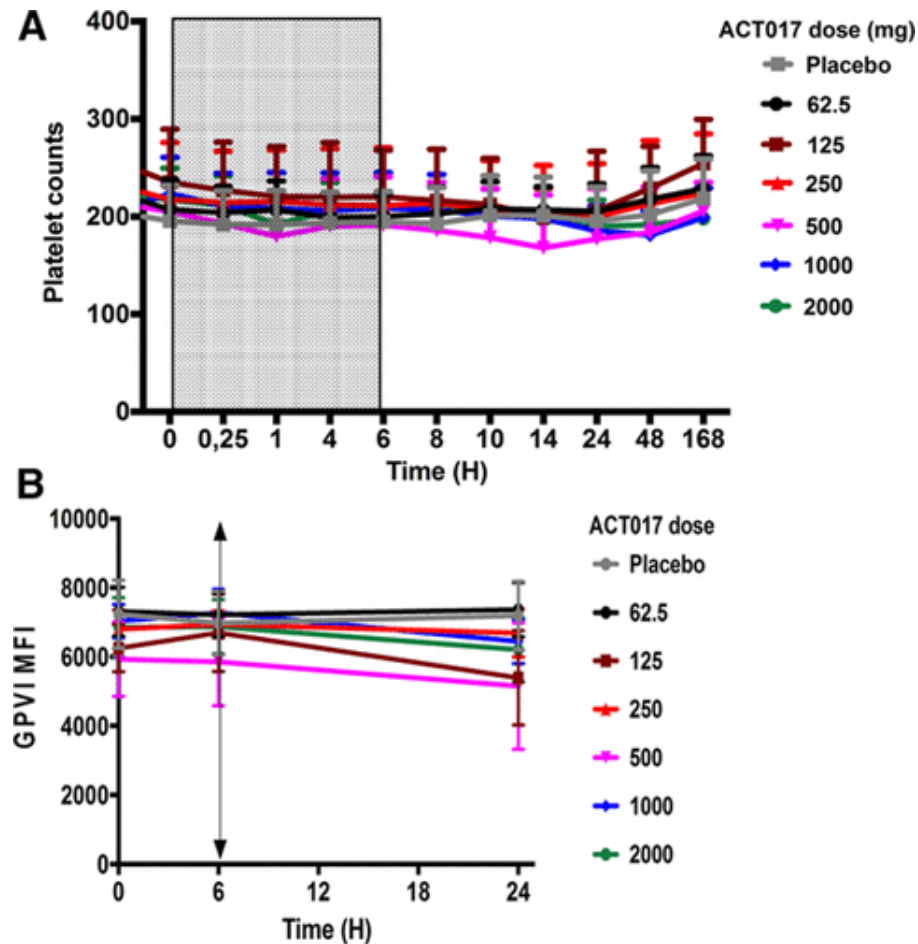 A
Platelet counts
400
300
200
100
0
0 0,25 1 4 6 8 10 14 24 48 168
Time (H)
ACT017 dose (mg)
Placebo
62.5
125
250
500
1000
2000
B
GPVI MFI
10000
8000
6000
4000
2000
0
0 6 12 18 24
Time (H)
ACT017 dose
Placebo
62.5
125
250
500
1000
2000